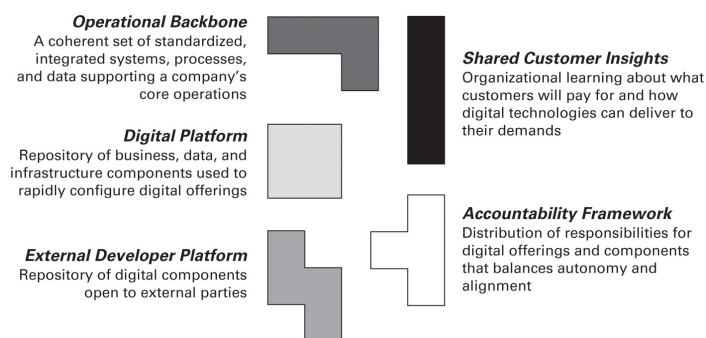 Operational Backbone
A coherent set of standardized,
integrated systems, processes,
and data supporting a company's
core operations
Digital Platform
Repository of business, data, and
infrastructure components used to
rapidly configure digital offerings
External Developer Platform
Repository of digital components
open to external parties
Shared Customer Insights
Organizational learning about what
customers will pay for and how
digital technologies can deliver to
their demands
Accountability Framework
Distribution of responsibilities for
digital offerings and components
that balances autonomy and
alignment